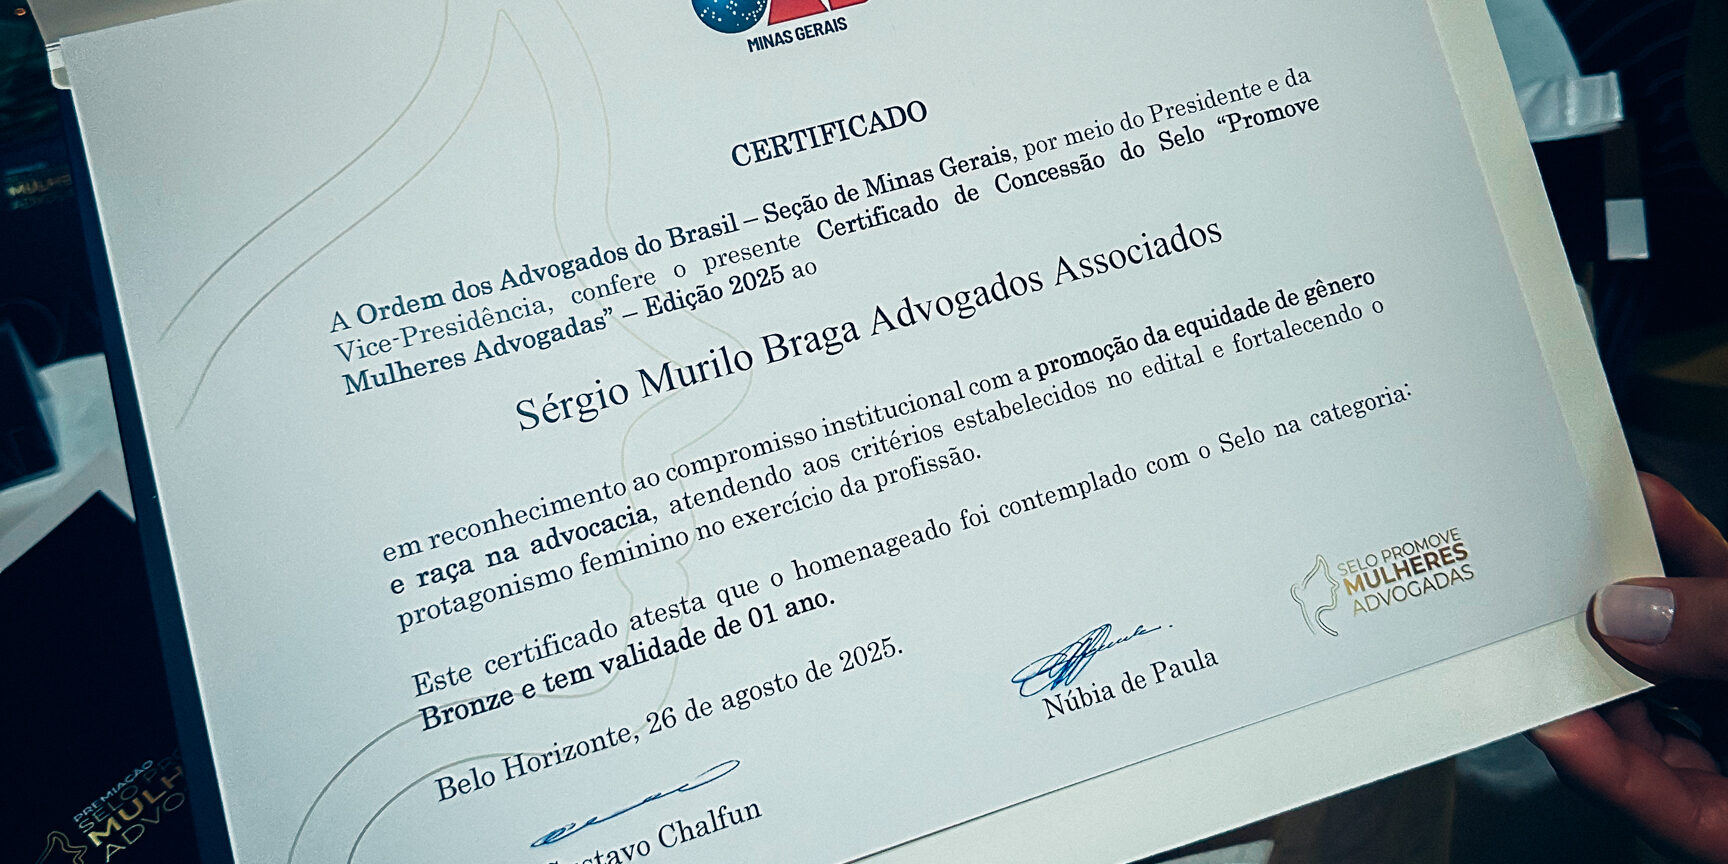 MINAS GERAIS
CERTIFICADO
A Ordem dos Advogados do Brasil – Seção de Minas Gerais, por meio do Presidente e da
Vice-Presidência, confere o presente Certificado de Concessão do Selo “Promove
Mulheres Advogadas” – Edição 2025 ao
Sérgio Murilo Braga Advogados Associados
em reconhecimento ao compromisso institucional com a promoção da equidade de gênero
e raça na advocacia, atendendo aos critérios estabelecidos no edital e fortalecendo o
protagonismo feminino no exercício da profissão.
Este certificado atesta que o homenageado foi contemplado com o Selo na categoria:
Bronze e tem validade de 01 ano.
Belo Horizonte, 26 de agosto de 2025.
Núbia de Paula
Chalfun
SELO PROMOVE
MULHERES
ADVOGADAS
PREMIAÇÃO
SELO